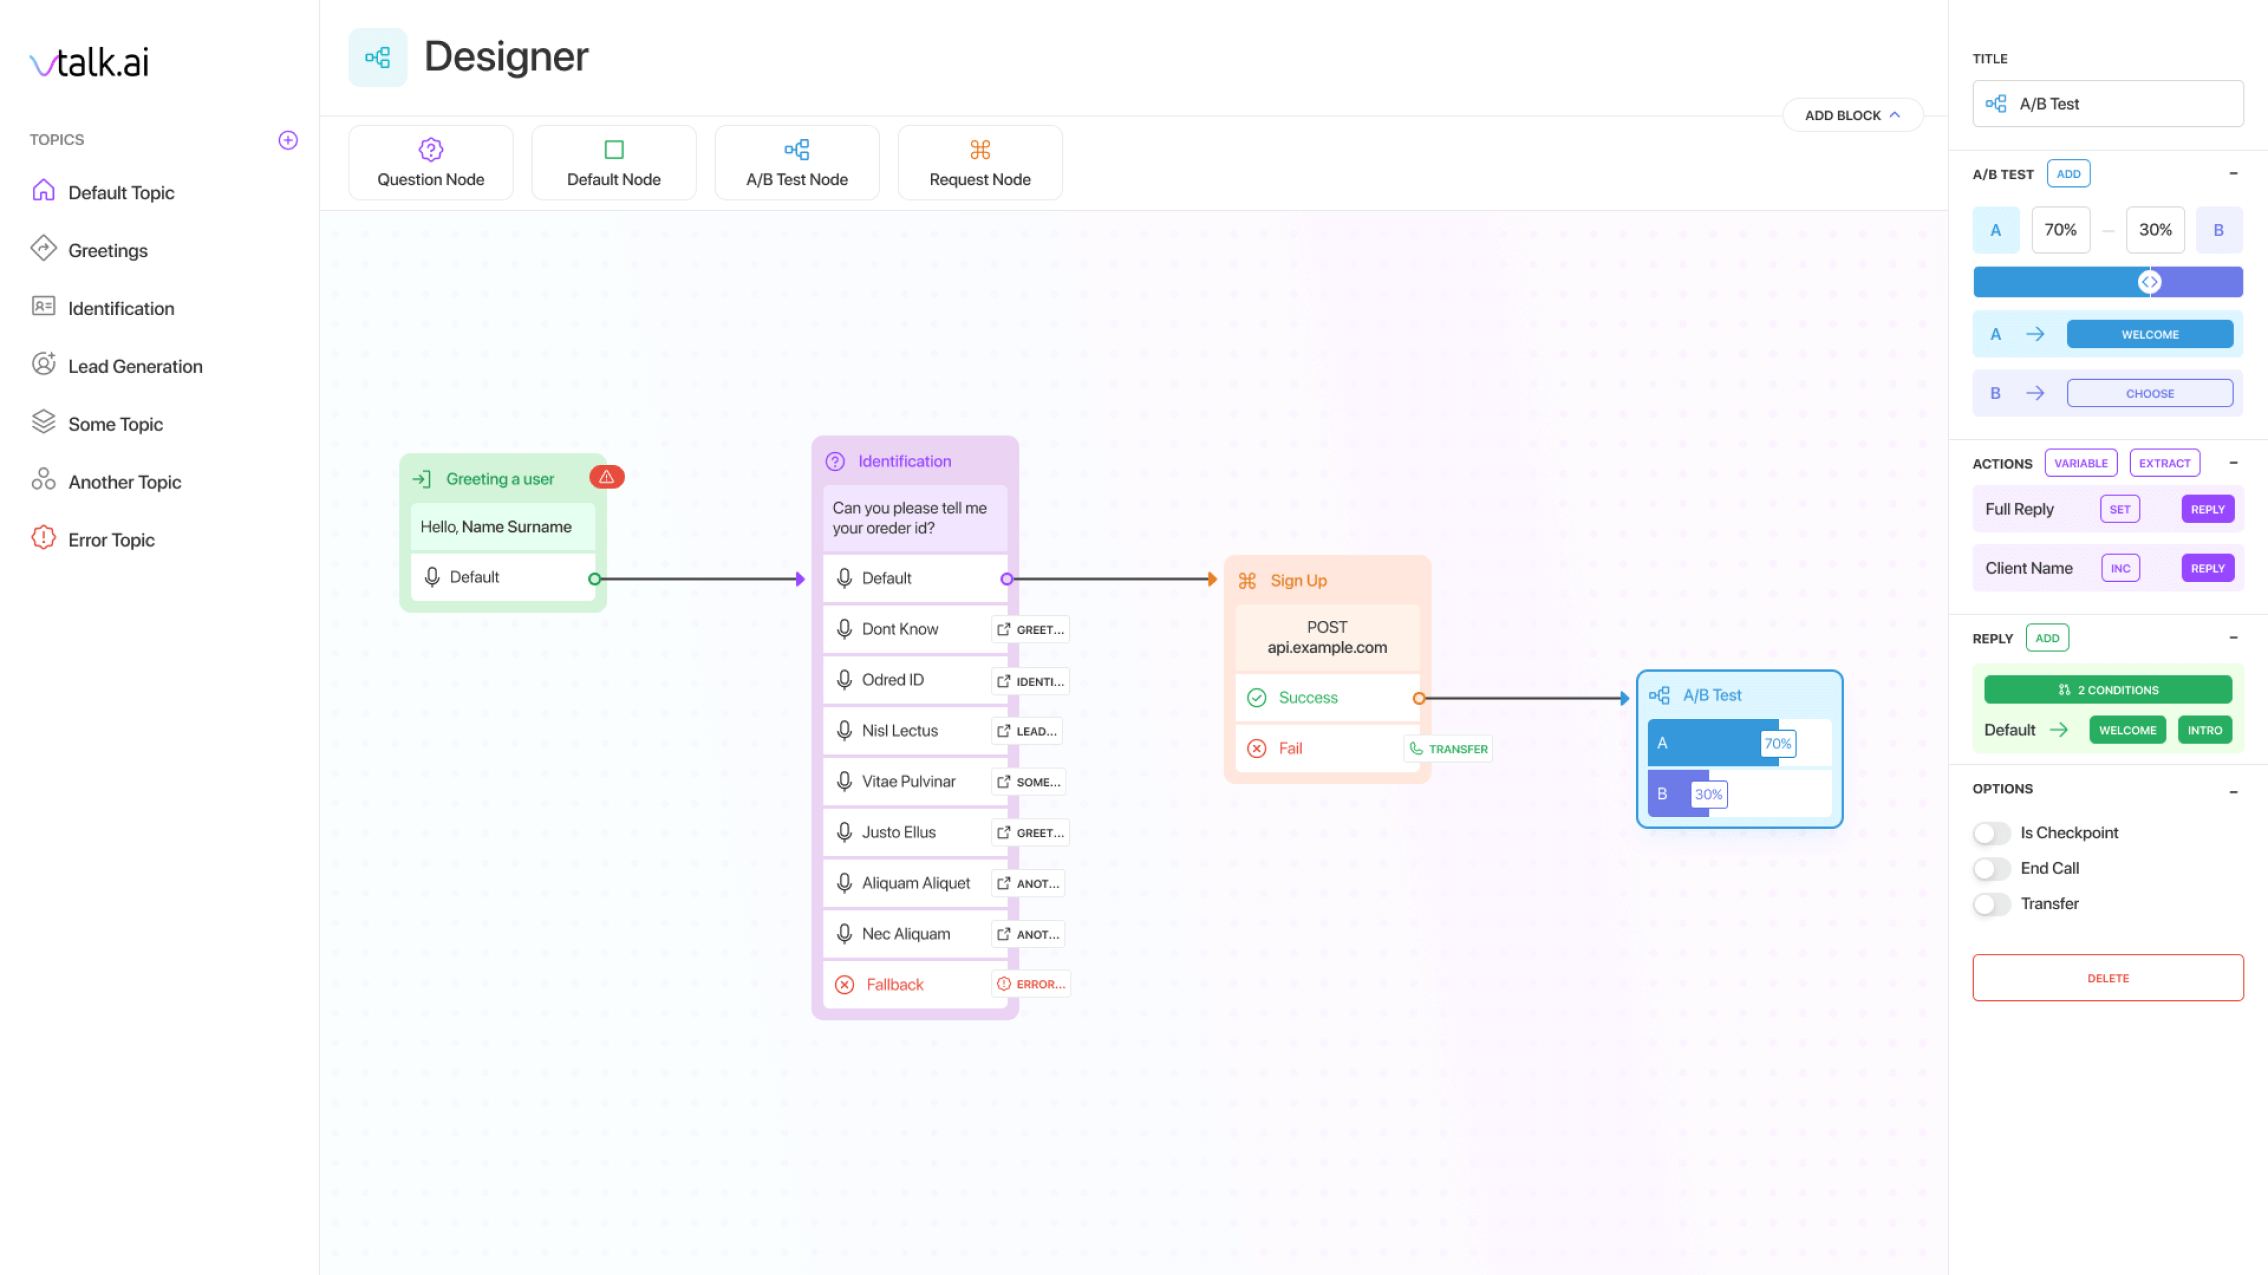 talk.ai
TOPICS
Default Topic
Greetings
Identification
Lead Generation
Some Topic
Another Topic
Error Topic
Designer
ADD BLOCK
Question Node
Default Node
A/B Test Node
Request Node
Greeting a user
Hello, Name Surname
Default
Identification
Can you please tell me
your oreder id?
Default
Dont Know
GREET...
Odred ID
IDENTI...
Nisl Lectus
LEAD...
Vitae Pulvinar
SOME...
Justo Ellus
GREET...
Aliquam Aliquet
ANOT...
Nec Aliquam
ANOT...
Fallback
ERROR...
Sign Up
POST
api.example.com
Success
Fail
TRANSFER
A/B Test
A 70%
B 30%
TITLE
A/B Test
A/B TEST ADD
A 70% — 30% B
A WELCOME
B CHOOSE
ACTIONS VARIABLE EXTRACT
Full Reply SET REPLY
Client Name INC REPLY
REPLY ADD
2 CONDITIONS
Default WELCOME INTRO
OPTIONS
Is Checkpoint
End Call
Transfer
DELETE